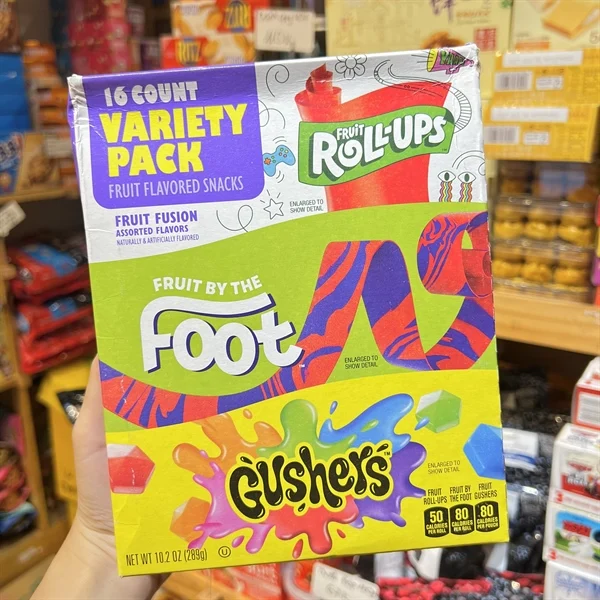 16 COUNT
VARIETY
PACK
FRUIT FLAVORED SNACKS
FRUIT FUSION
ASSORTED FLAVORS
NATURALLY & ARTIFICIALLY FLAVORED
FRUIT
ROLL-UPS
ENLARGED TO
SHOW DETAIL
FRUIT BY THE
FOOT
ENLARGED TO
SHOW DETAIL
GUSHERS™
ENLARGED TO
SHOW DETAIL
FRUIT
ROLL-UPS
50
CALORIES
PER ROLL
FRUIT BY
THE FOOT
80
CALORIES
PER ROLL
FRUIT
GUSHERS
80
CALORIES
PER POUCH
NET WT 10.2 OZ (289g)
U
RITZ